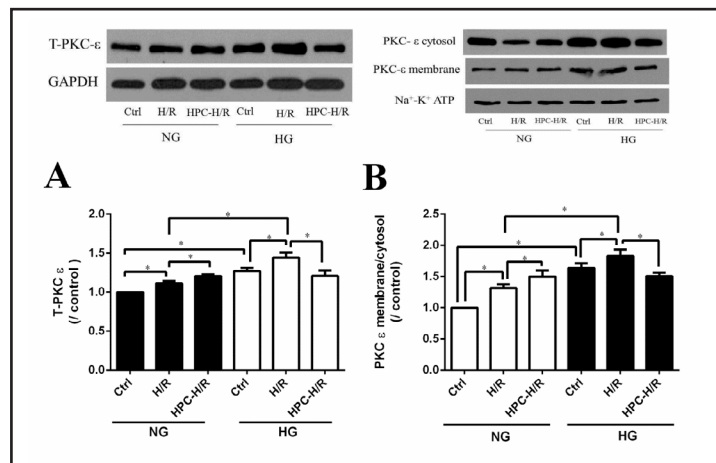 T-PKC-ε
GAPDH
Ctrl H/R HPC-H/R Ctrl H/R HPC-H/R
NG HG
PKC- ε cytosol
PKC-ε membrane
Na⁺-K⁺ ATP
Ctrl H/R HPC-H/R Ctrl H/R HPC-H/R
NG HG
A
T-PKC ε
(/ control)
2.0
1.5
1.0
0.5
0.0
* * * * * *
Ctrl H/R HPC-H/R Ctrl H/R HPC-H/R
NG HG
B
PKC ε membrane/cytosol
(/ control)
2.5
2.0
1.5
1.0
0.5
0.0
* * * * * *
Ctrl H/R HPC-H/R Ctrl H/R HPC-H/R
NG HG